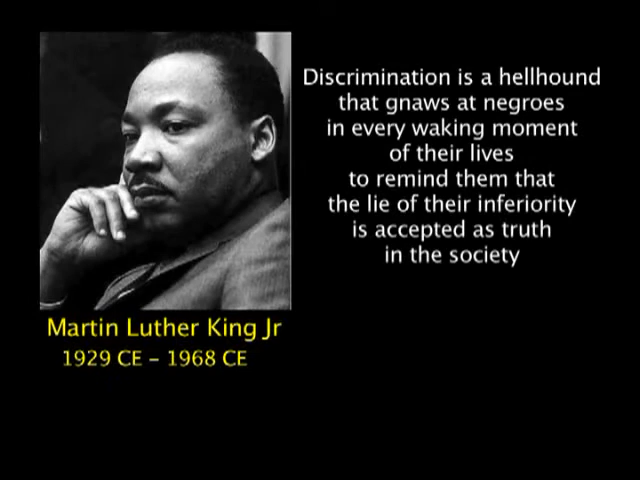 Discrimination is a hellhound
that gnaws at negroes
in every waking moment
of their lives
to remind them that
the lie of their inferiority
is accepted as truth
in the society
Martin Luther King Jr
1929 CE – 1968 CE